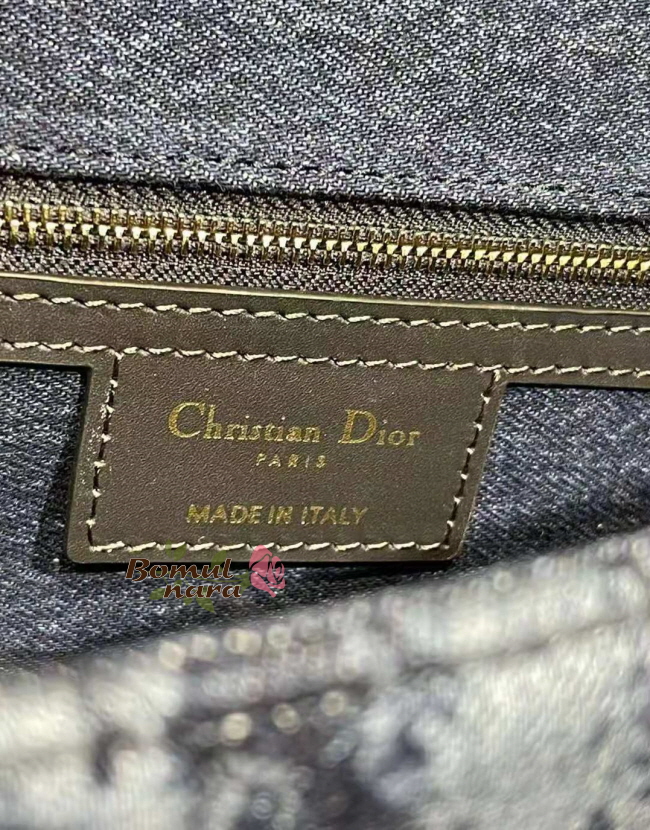 Christian Dior
PARIS
MADE IN ITALY
Bomul
nara